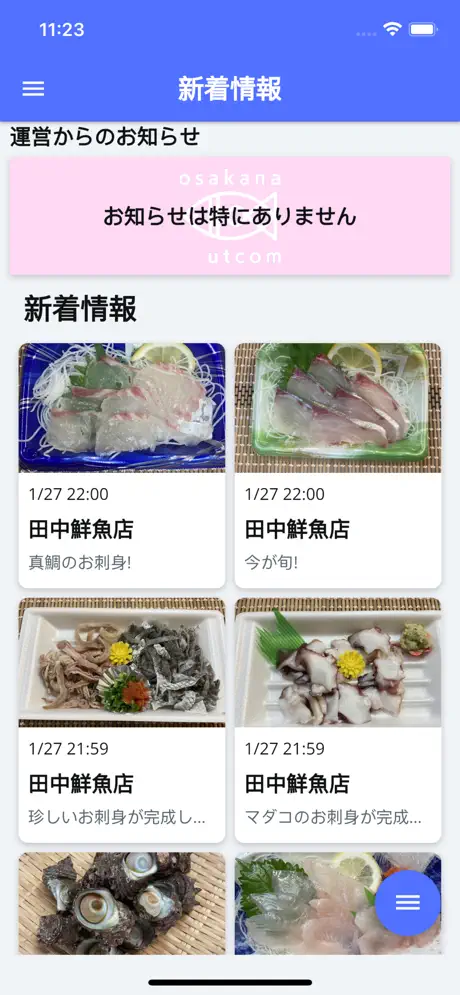 11:23
新着情報
運営からのお知らせ
osakana
お知らせは特にありません
utcom
新着情報
1/27 22:00
田中鮮魚店
真鯛のお刺身!
1/27 22:00
田中鮮魚店
今が旬!
1/27 21:59
田中鮮魚店
珍しいお刺身が完成し...
1/27 21:59
田中鮮魚店
マダコのお刺身が完成...